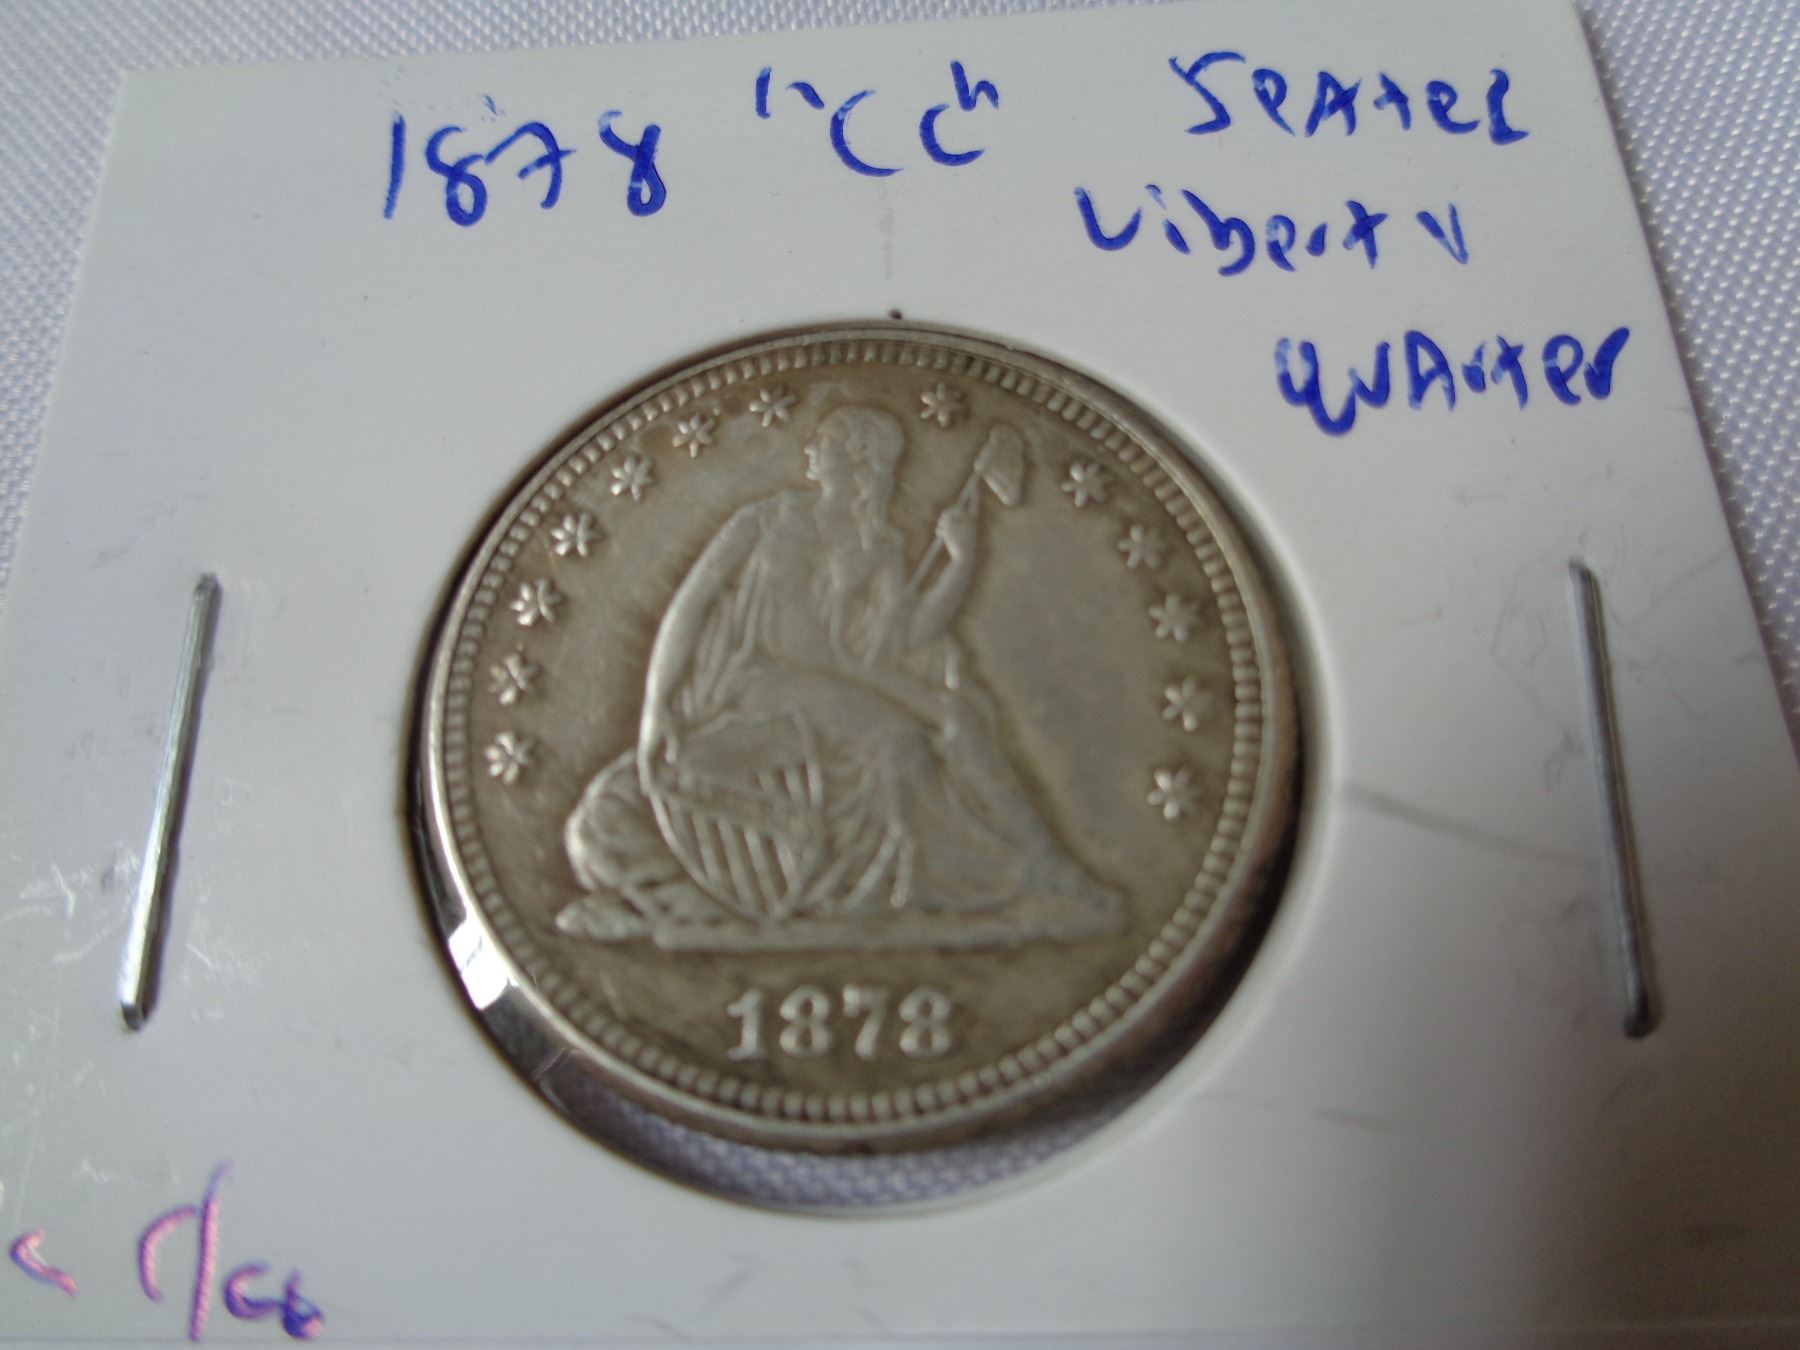 1878 "CC" Seated
Liberty
Quarter
1878